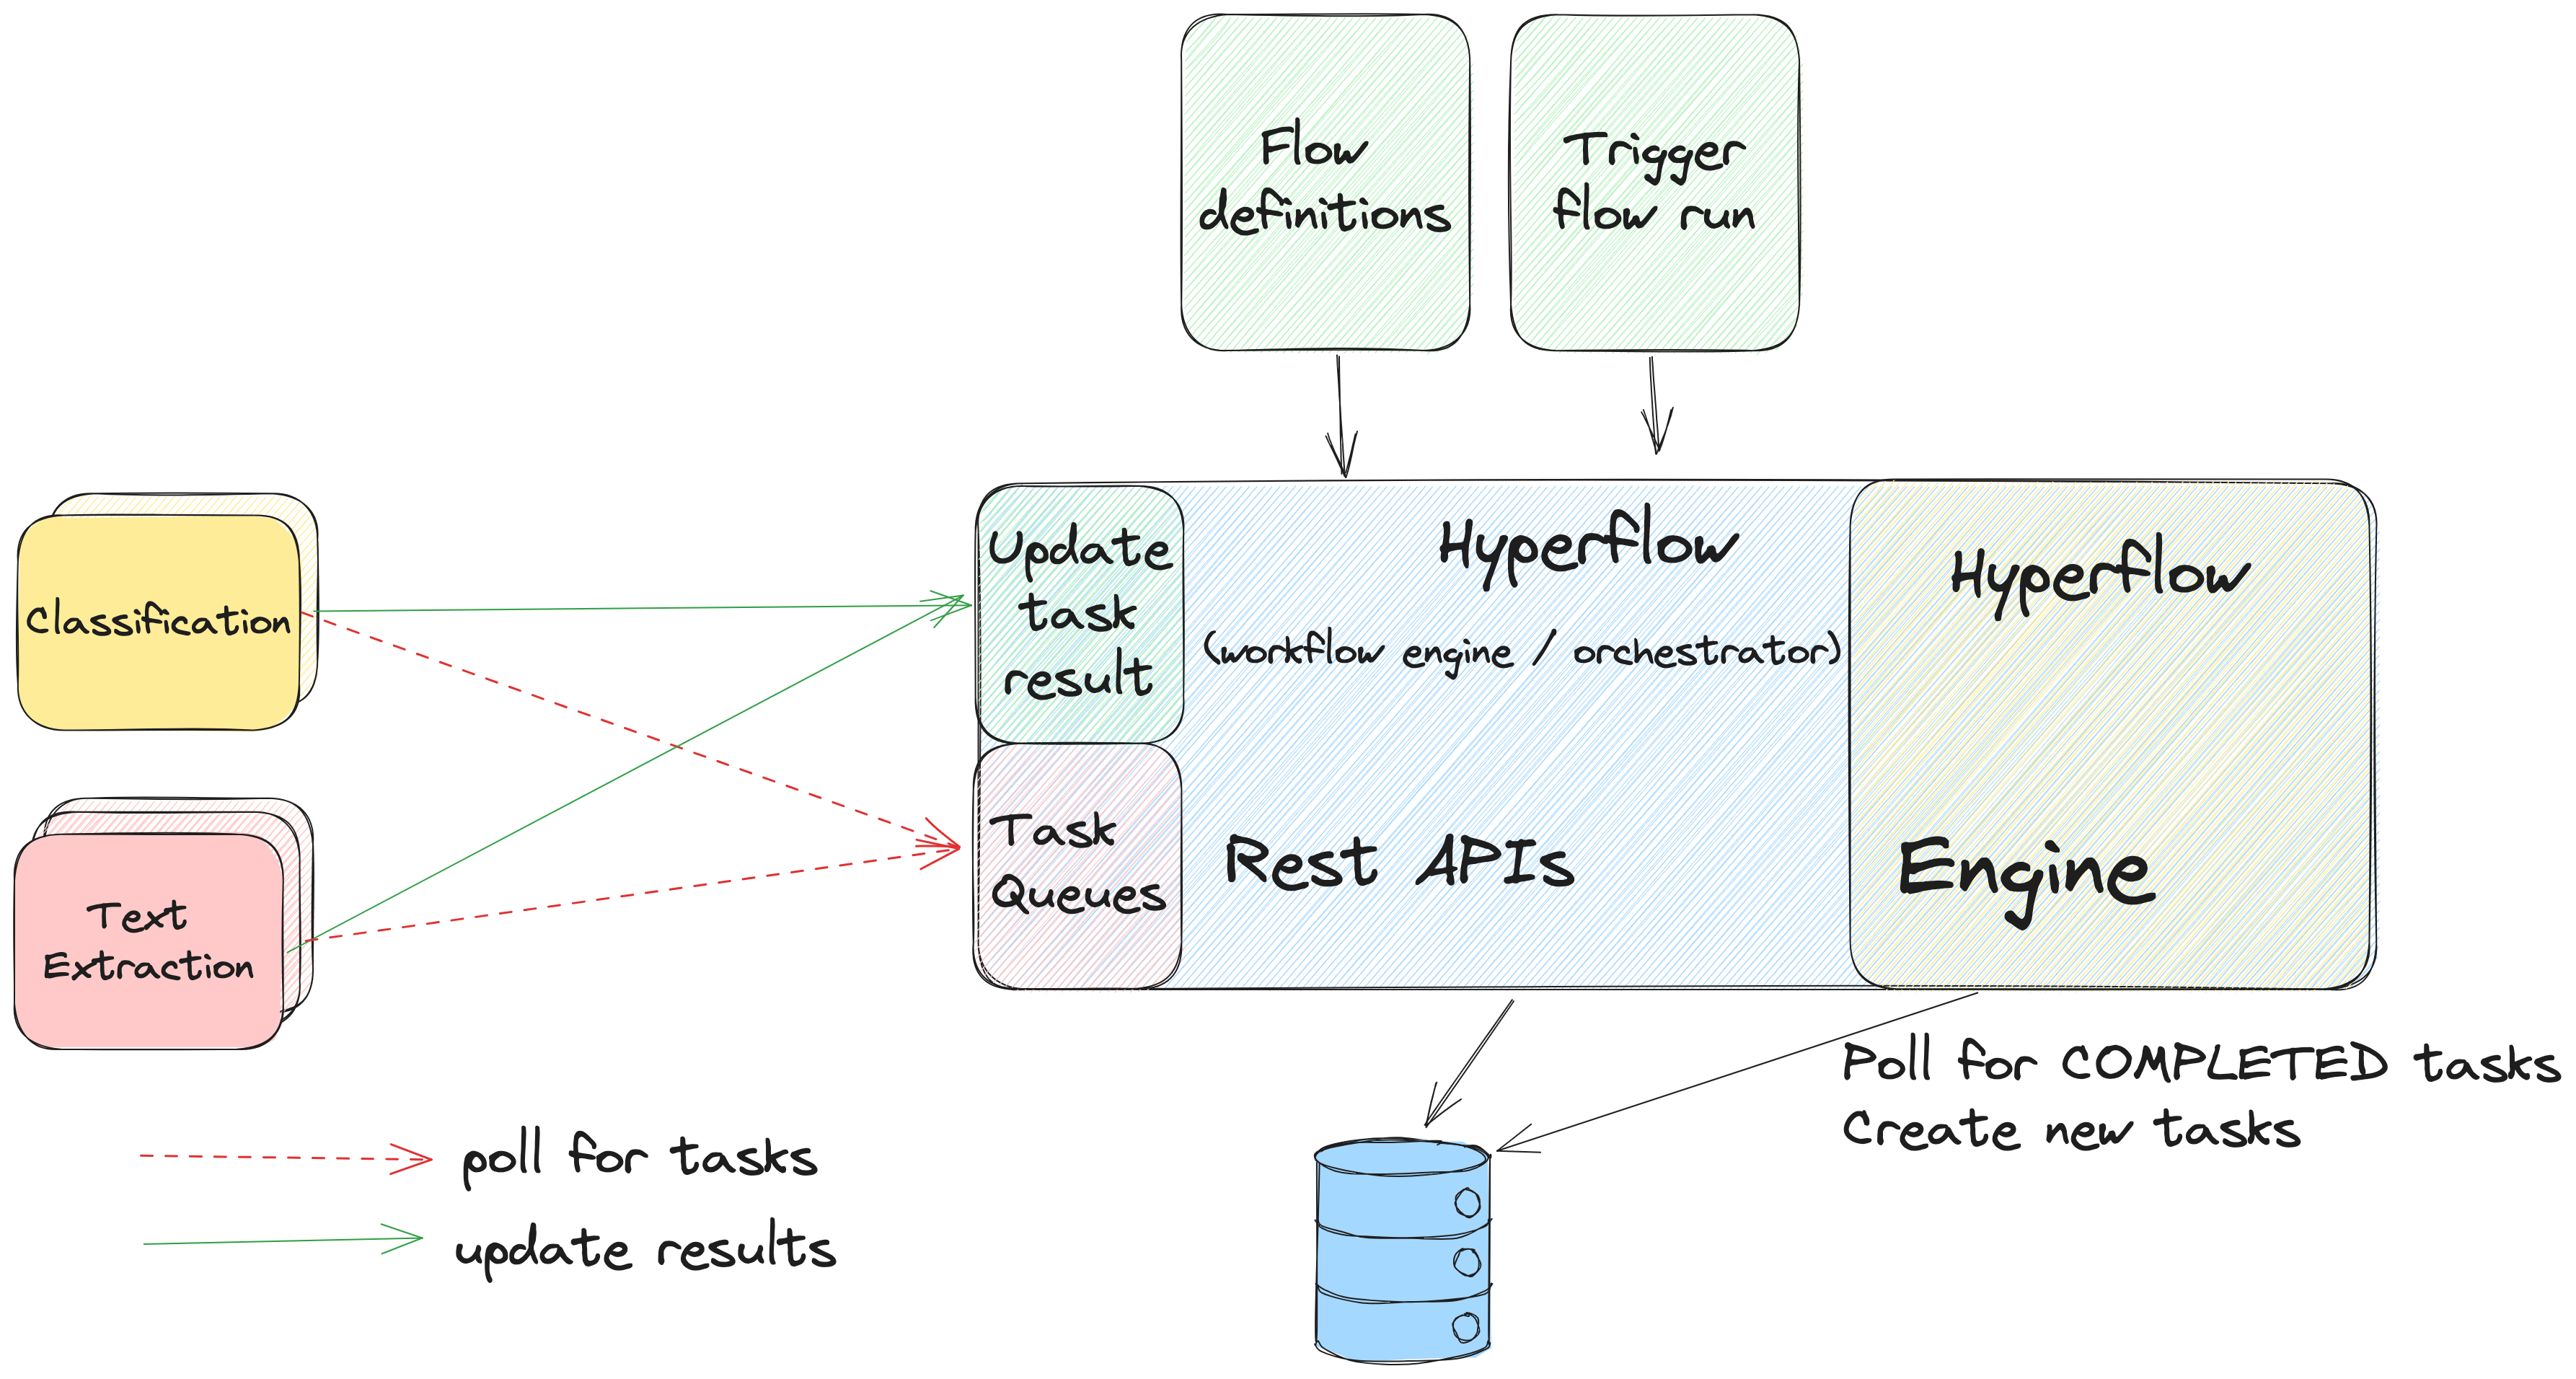 Flow
definitions
Trigger
flow run
Classification
Text
Extraction
Update
task
result
Task
Queues
Hyperflow
(workflow engine / orchestrator)
Rest APIs
Hyperflow
Engine
Poll for COMPLETED tasks
Create new tasks
poll for tasks
update results